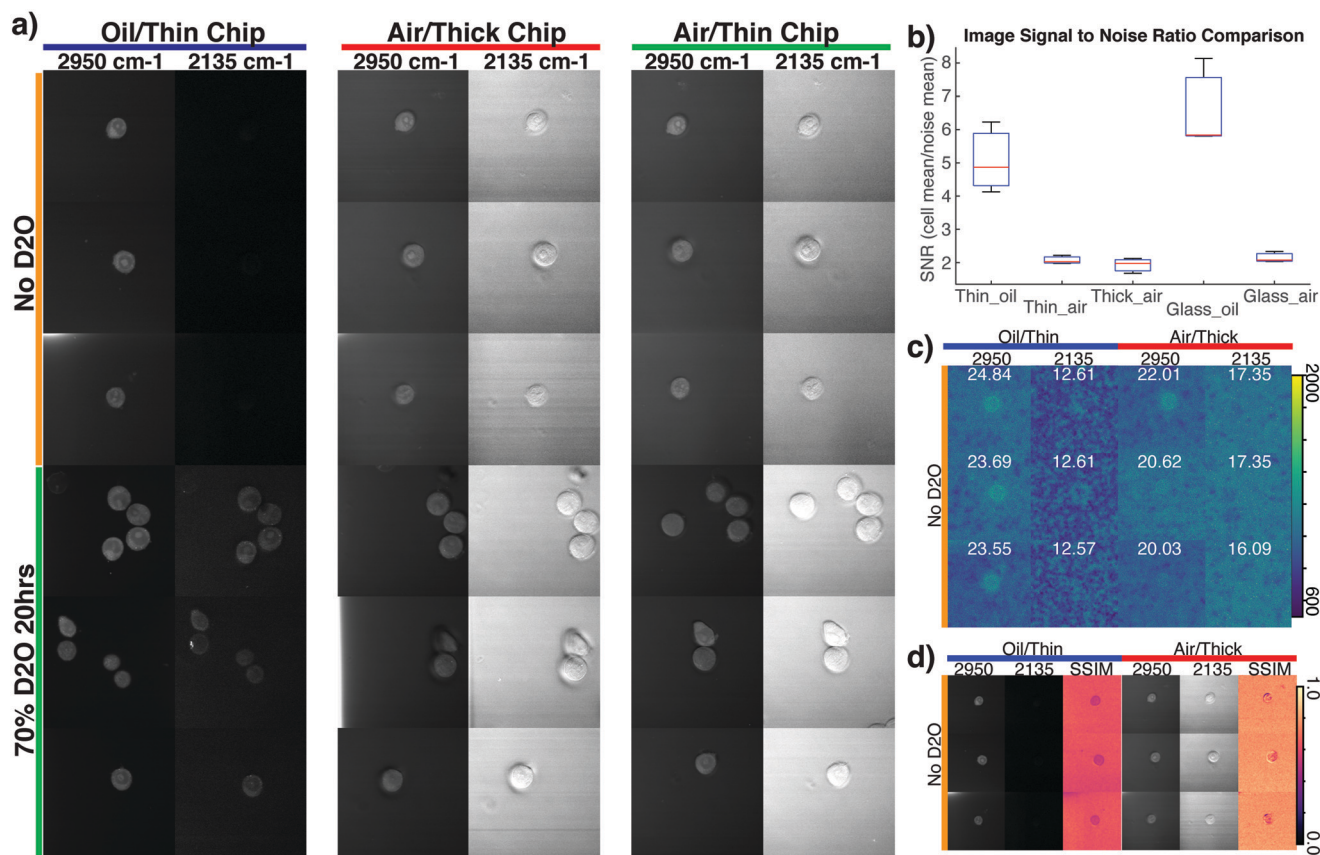 a)
Oil/Thin Chip
Air/Thick Chip
Air/Thin Chip
2950 cm-1
2135 cm-1
2950 cm-1
2135 cm-1
2950 cm-1
2135 cm-1
No D2O
70% D2O 20hrs
b)
Image Signal to Noise Ratio Comparison
SNR (cell mean/noise mean)
8
7
6
5
4
3
2
Thin_oil
Thin_air
Thick_air
Glass_oil
Glass_air
c)
Oil/Thin
Air/Thick
2950
2135
2950
2135
24.84
12.61
22.01
17.35
23.69
12.61
20.62
17.35
23.55
12.57
20.03
16.09
No D2O
2000
600
d)
Oil/Thin
Air/Thick
2950
2135
SSIM
2950
2135
SSIM
No D2O
1.0
0.0